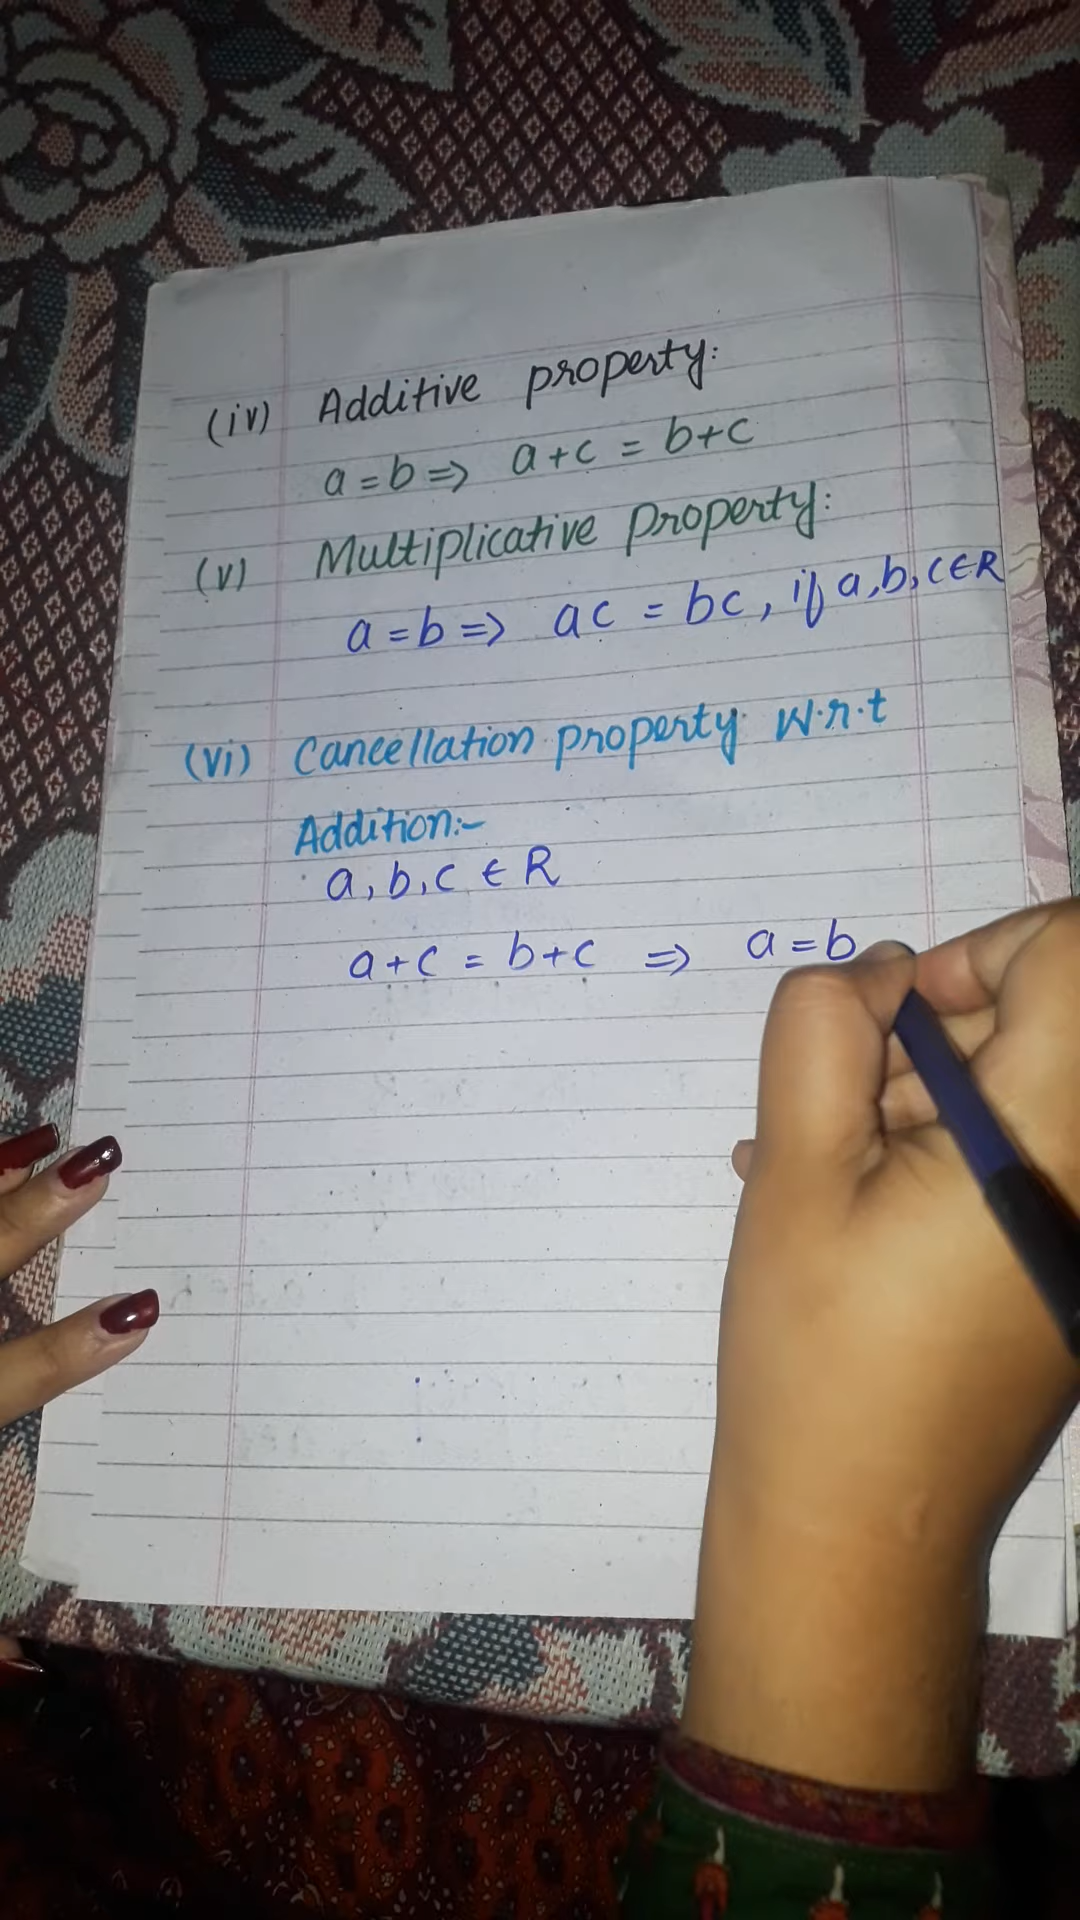 (iv) Additive property:
a = b => a + c = b + c
(v) Multiplicative Property:
a = b => ac = bc, if a, b, c ∈ R
(vi) Cancellation property w.r.t
Addition:-
a, b, c ∈ R
a + c = b + c => a = b